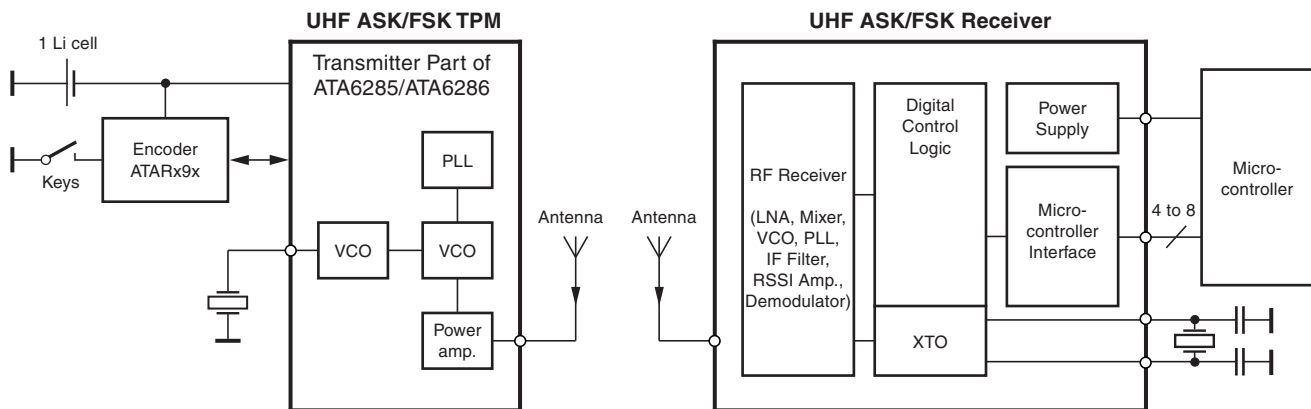 UHF ASK/FSK TPM
1 Li cell
Transmitter Part of
ATA6285/ATA6286
Encoder
ATARx9x
Keys
PLL
VCO
VCO
Power
amp.
Antenna
UHF ASK/FSK Receiver
Antenna
RF Receiver
(LNA, Mixer,
VCO, PLL,
IF Filter,
RSSI Amp.,
Demodulator)
Digital
Control
Logic
XTO
Power
Supply
Micro-
controller
Interface
4 to 8
Micro-
controller